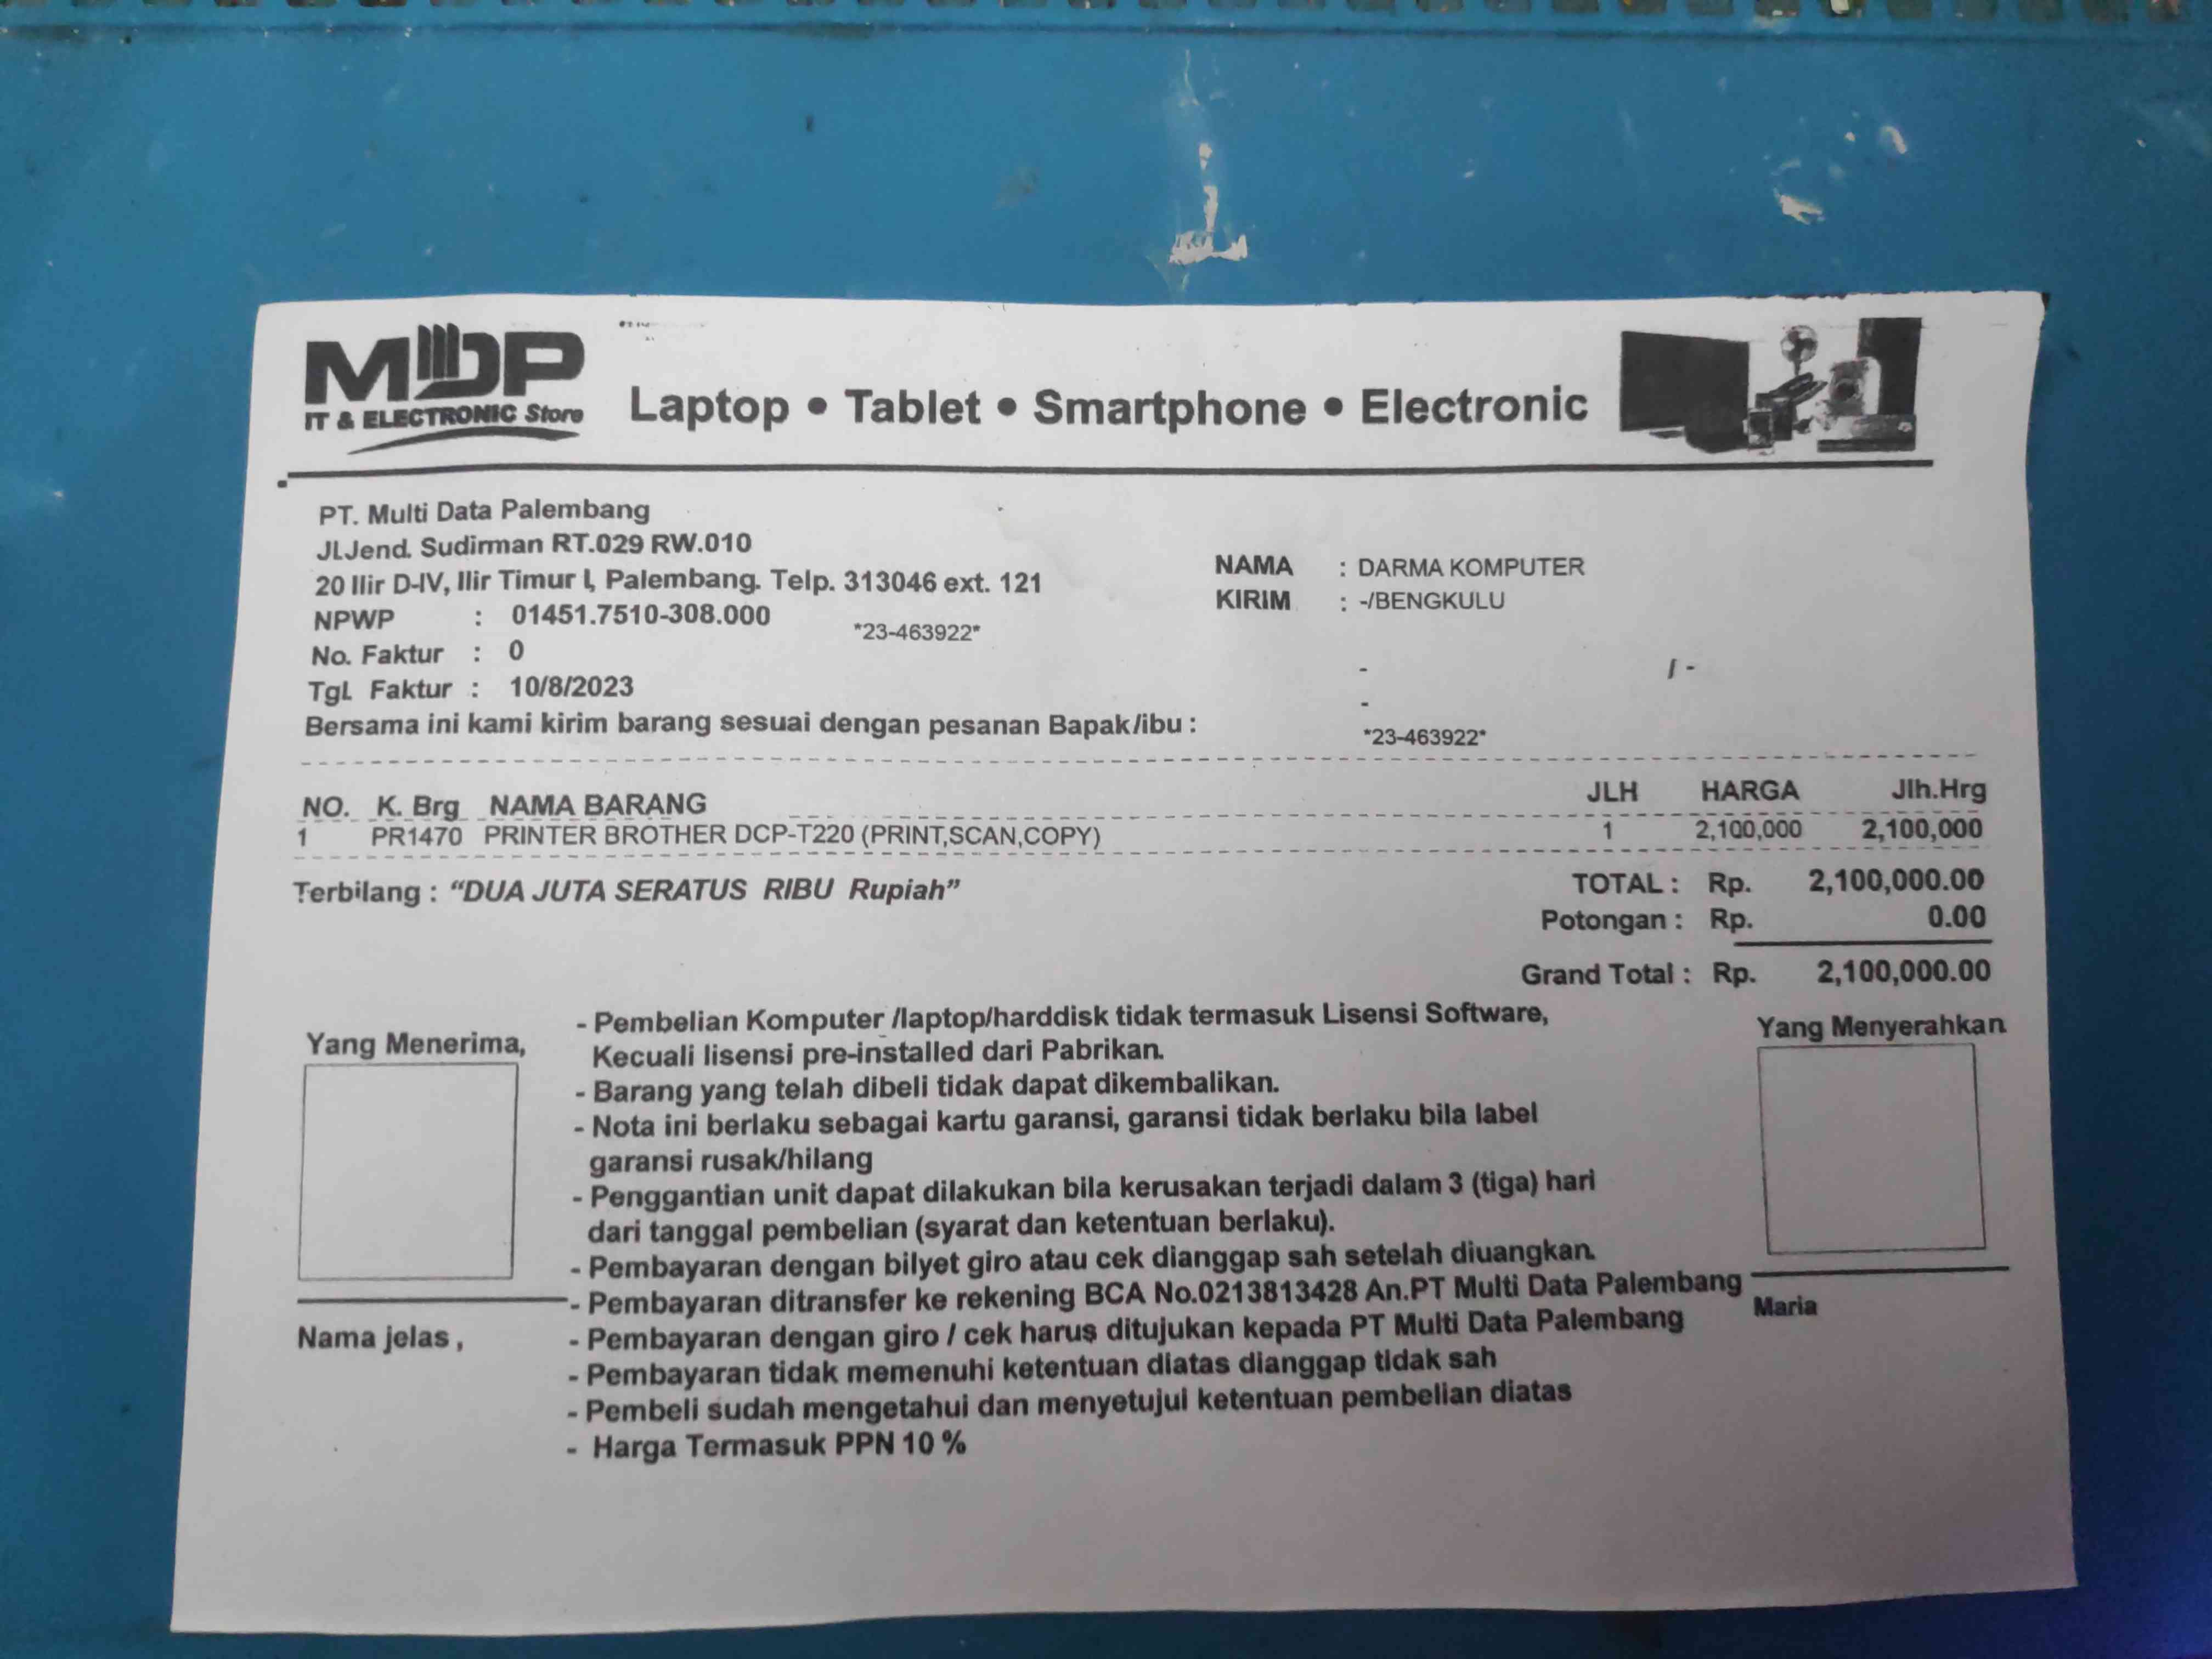 MDP
IT & ELECTRONIC Store
Laptop • Tablet • Smartphone • Electronic
PT. Multi Data Palembang
Jl.Jend. Sudirman RT.029 RW.010
20 Ilir D-IV, Ilir Timur I, Palembang. Telp. 313046 ext. 121
NPWP : 01451.7510-308.000
*23-463922*
No. Faktur : 0
Tgl. Faktur : 10/8/2023
NAMA : DARMA KOMPUTER
KIRIM : -/BENGKULU
- / -
-
*23-463922*
Bersama ini kami kirim barang sesuai dengan pesanan Bapak/ibu :
NO. K. Brg NAMA BARANG JLH HARGA Jlh.Hrg
1 PR1470 PRINTER BROTHER DCP-T220 (PRINT,SCAN,COPY) 1 2,100,000 2,100,000
Terbilang : “DUA JUTA SERATUS RIBU Rupiah”
TOTAL : Rp. 2,100,000.00
Potongan : Rp. 0.00
Grand Total : Rp. 2,100,000.00
Yang Menerima,
Nama jelas ,
- Pembelian Komputer /laptop/harddisk tidak termasuk Lisensi Software,
Kecuali lisensi pre-installed dari Pabrikan.
- Barang yang telah dibeli tidak dapat dikembalikan.
- Nota ini berlaku sebagai kartu garansi, garansi tidak berlaku bila label
garansi rusak/hilang
- Penggantian unit dapat dilakukan bila kerusakan terjadi dalam 3 (tiga) hari
dari tanggal pembelian (syarat dan ketentuan berlaku).
- Pembayaran dengan bilyet giro atau cek dianggap sah setelah diuangkan.
- Pembayaran ditransfer ke rekening BCA No.0213813428 An.PT Multi Data Palembang
- Pembayaran dengan giro / cek harus ditujukan kepada PT Multi Data Palembang
- Pembayaran tidak memenuhi ketentuan diatas dianggap tidak sah
- Pembeli sudah mengetahui dan menyetujui ketentuan pembelian diatas
- Harga Termasuk PPN 10 %
Yang Menyerahkan
Maria